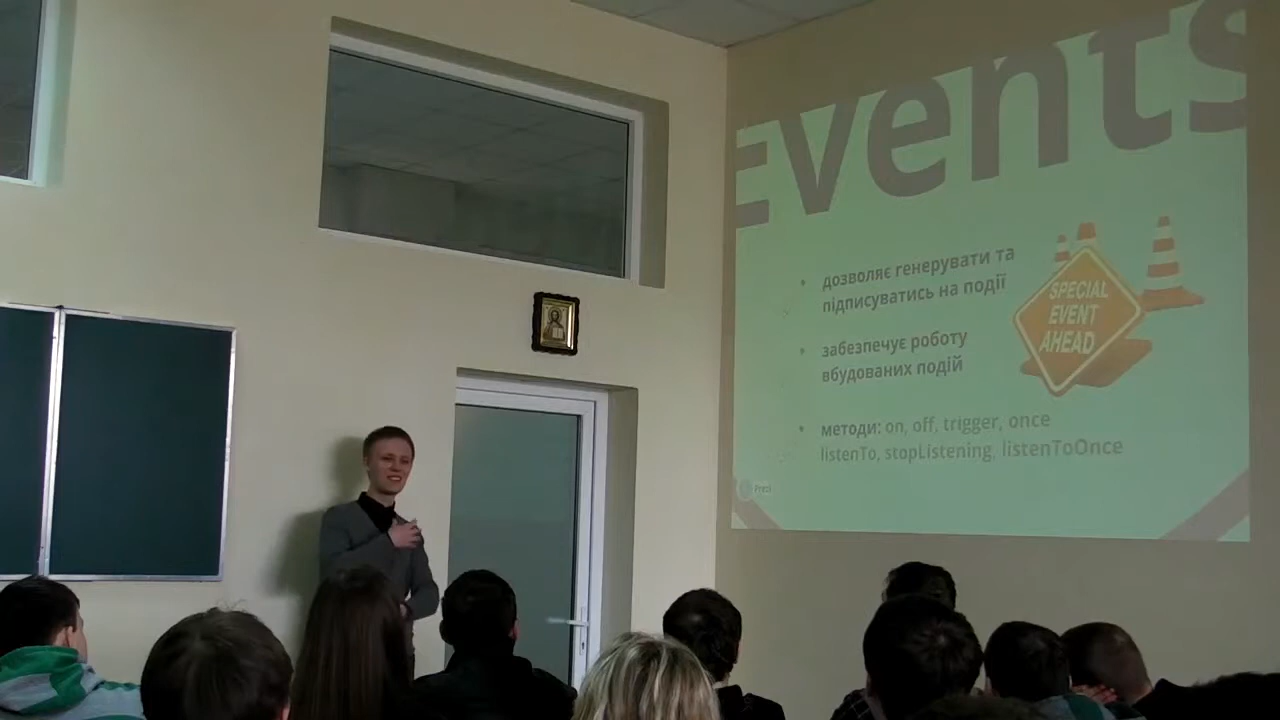 Events
дозволяє генерувати та
підписуватись на події
SPECIAL
EVENT
AHEAD
забезпечує роботу
вбудованих подій
методи: on, off, trigger, once
listenTo, stopListening, listenToOnce
Prezi